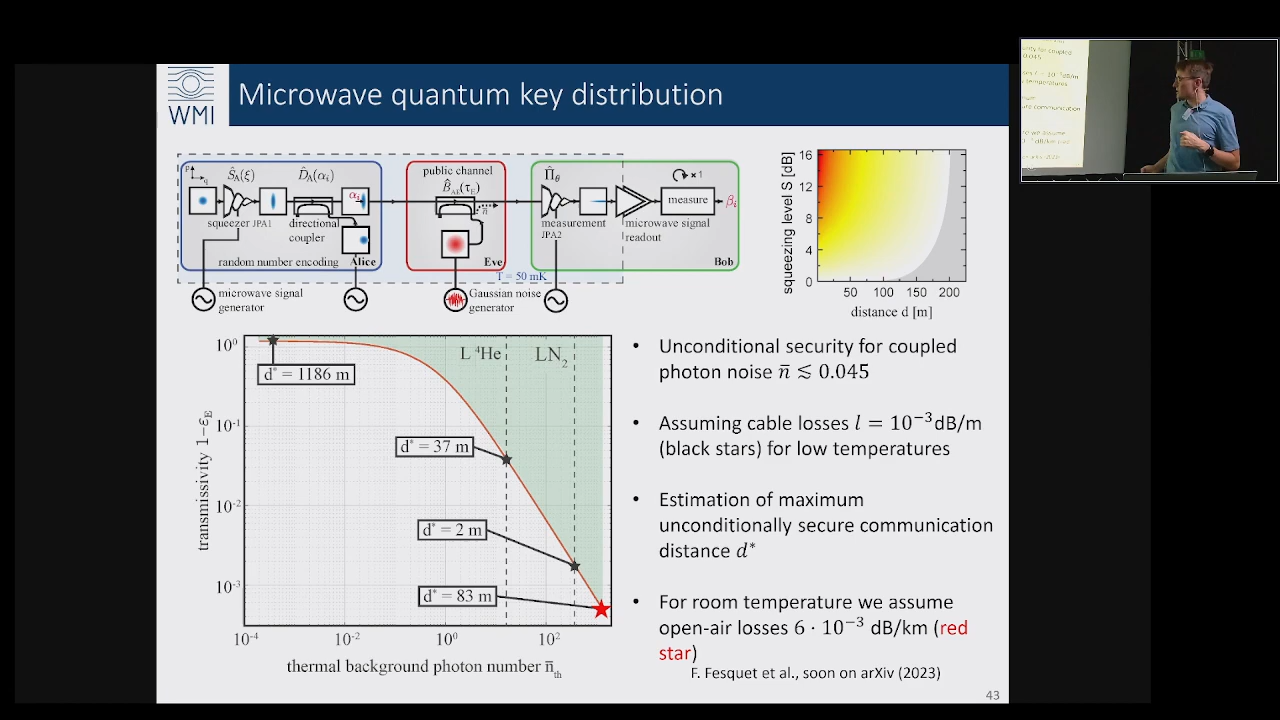 WMI
Microwave quantum key distribution
Ŝ_A(ξ)
D̂_A(α_i)
public channel
B̂_AE(τ_E)
Π̂_θ
×1
p
q
α_i
n̄
measure
β_i
squeezer JPA1
directional
coupler
measurement
JPA2
microwave signal
readout
random number encoding
Alice
Eve
Bob
T = 50 mK
microwave signal
generator
Gaussian noise
generator
squeezing level S [dB]
16
12
8
4
0
50
100
150
200
distance d [m]
transmissivity 1−ε_E
10⁰
10⁻¹
10⁻²
10⁻³
L ⁴He
LN₂
d* = 1186 m
d* = 37 m
d* = 2 m
d* = 83 m
10⁻⁴
10⁻²
10⁰
10²
thermal background photon number n̄_th
• Unconditional security for coupled
photon noise n̄ ≲ 0.045
• Assuming cable losses l = 10⁻³dB/m
(black stars) for low temperatures
• Estimation of maximum
unconditionally secure communication
distance d*
• For room temperature we assume
open-air losses 6 · 10⁻³ dB/km (red
star)
F. Fesquet et al., soon on arXiv (2023)
43